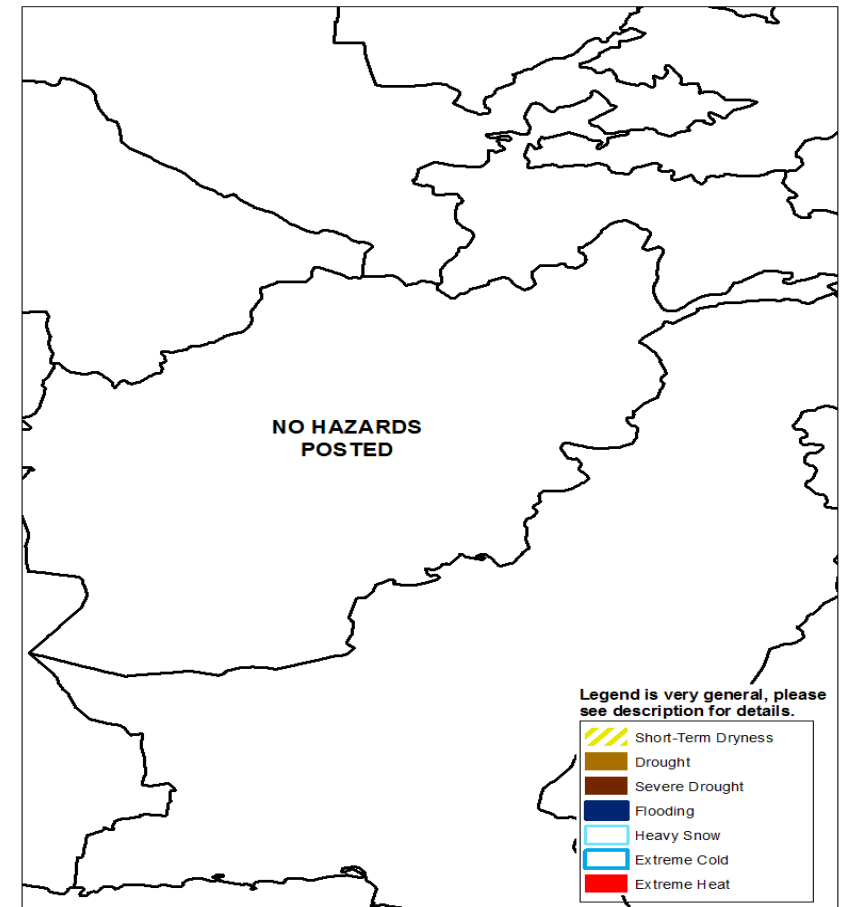 NO HAZARDS
POSTED
Legend is very general, please
see description for details.
Short-Term Dryness
Drought
Severe Drought
Flooding
Heavy Snow
Extreme Cold
Extreme Heat